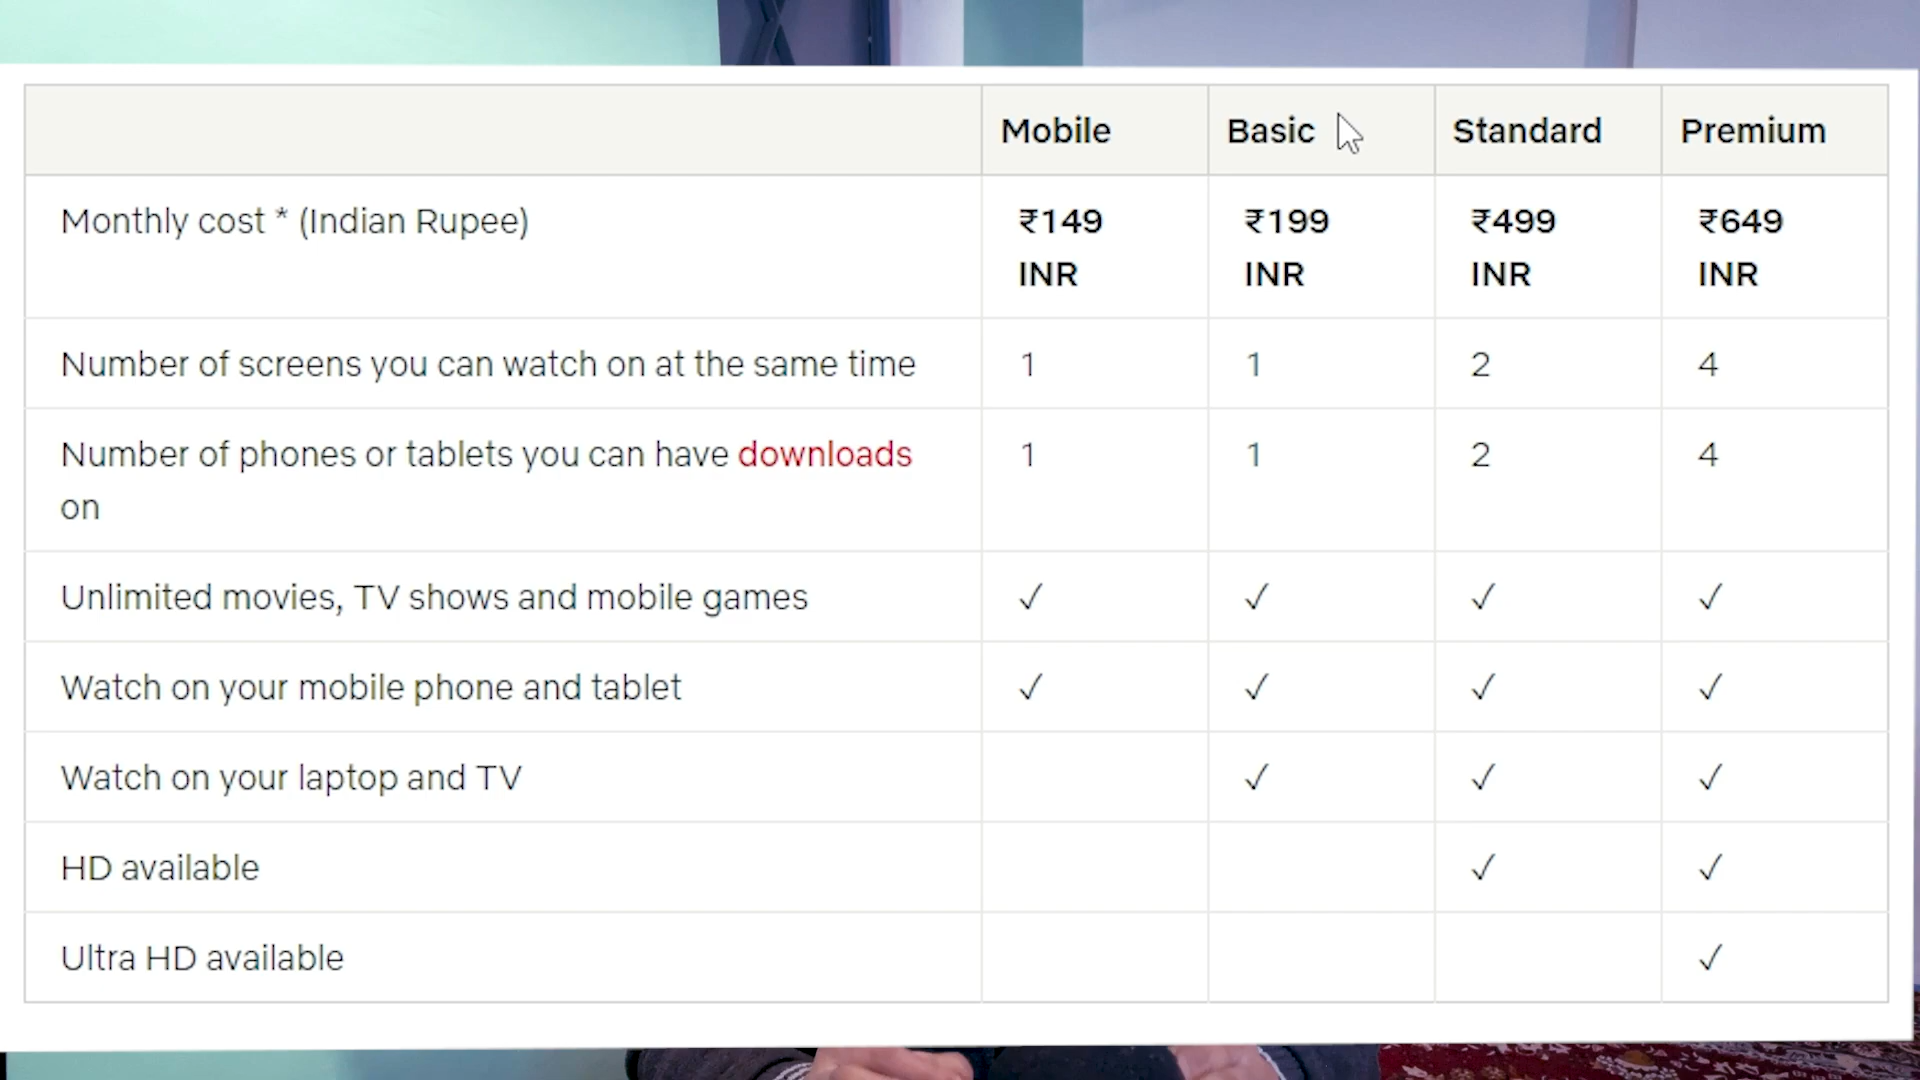 Mobile Basic Standard Premium
Monthly cost * (Indian Rupee) ₹149 ₹199 ₹499 ₹649
INR INR INR INR
Number of screens you can watch on at the same time 1 1 2 4
Number of phones or tablets you can have downloads 1 1 2 4
on
Unlimited movies, TV shows and mobile games ✓ ✓ ✓ ✓
Watch on your mobile phone and tablet ✓ ✓ ✓ ✓
Watch on your laptop and TV ✓ ✓ ✓
HD available ✓ ✓
Ultra HD available ✓